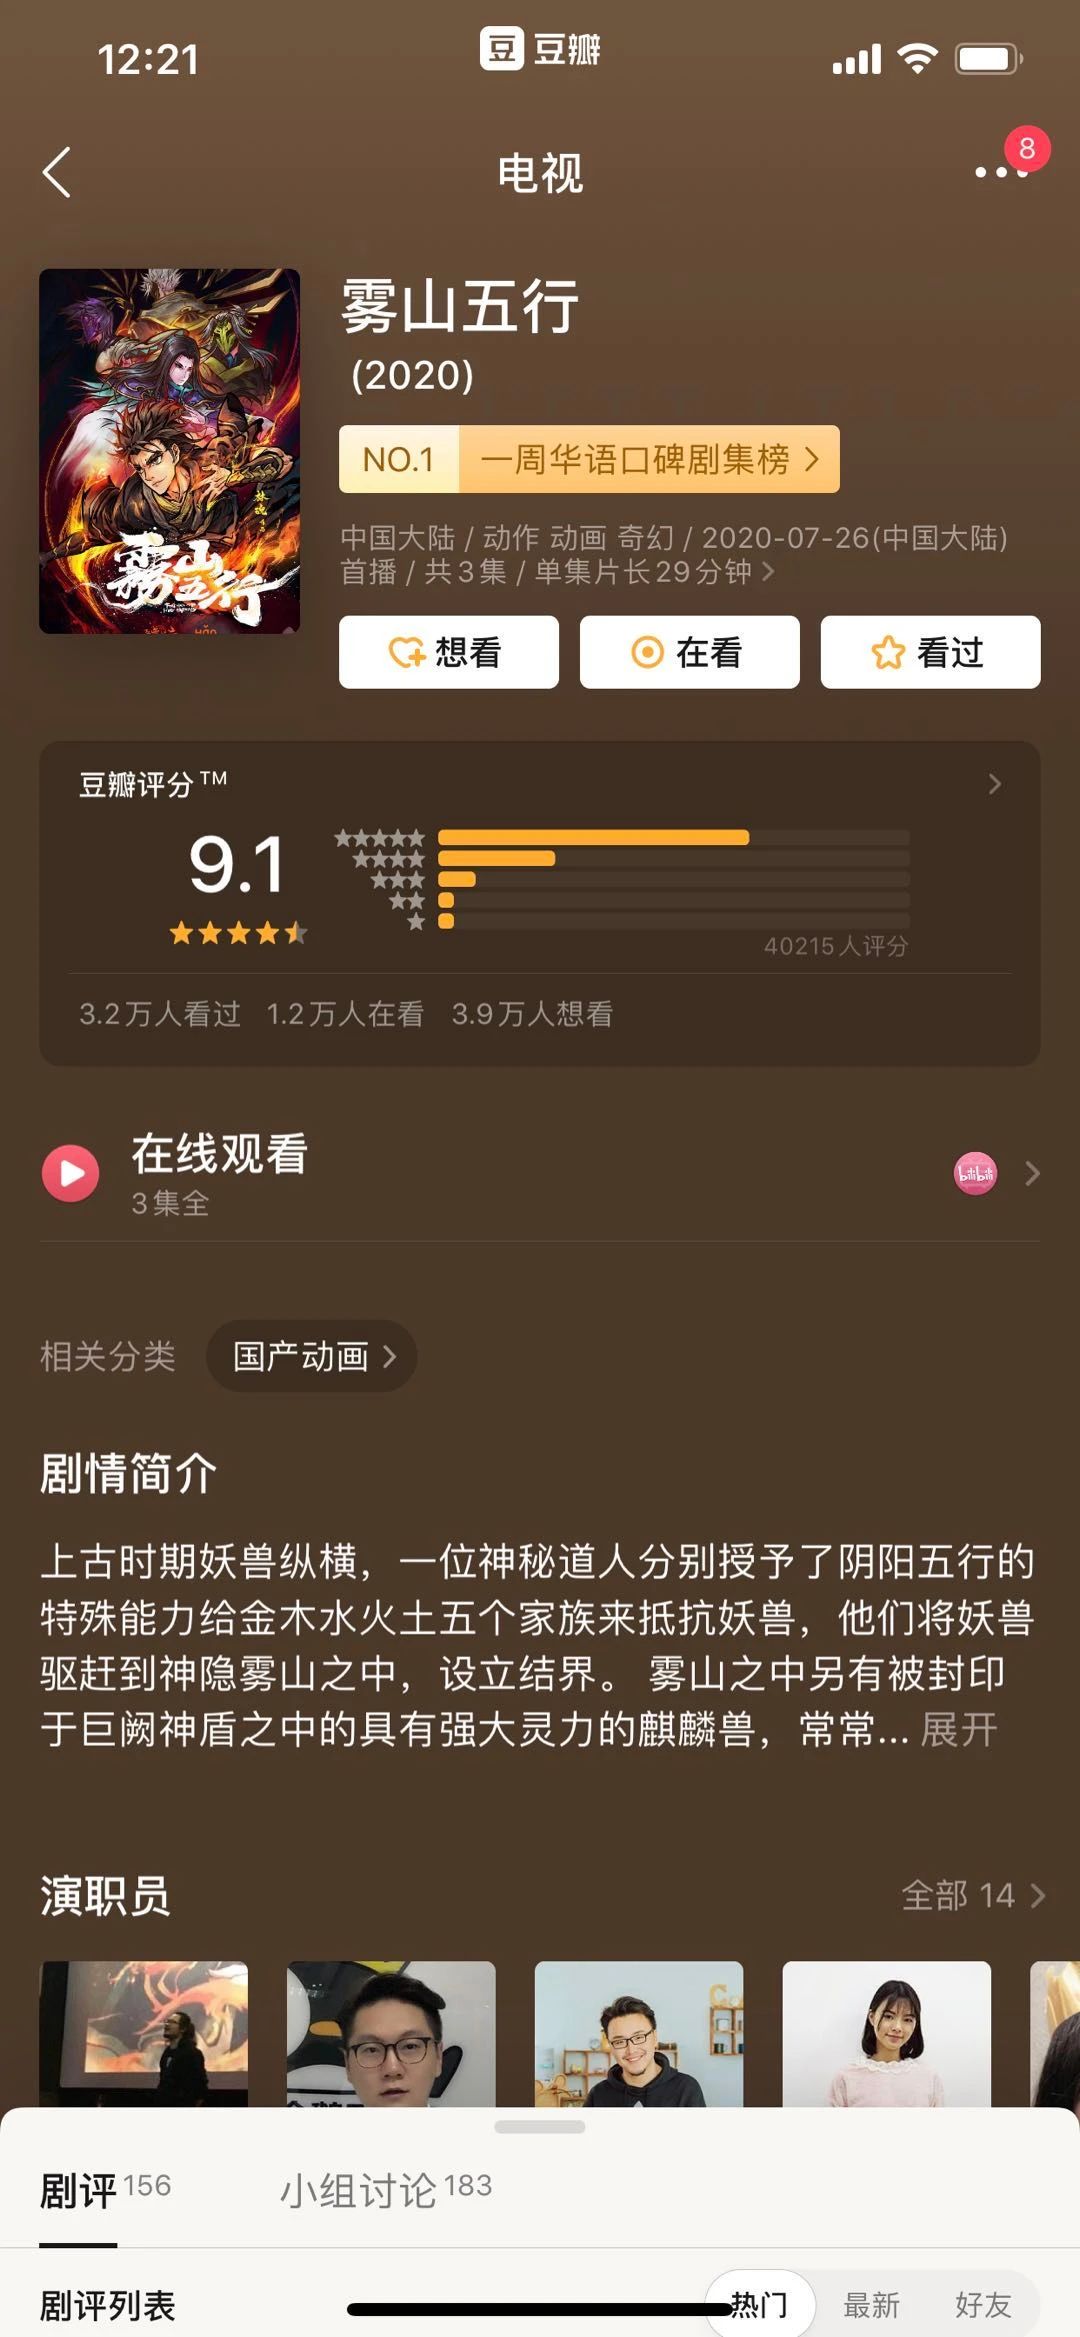 12:21
豆 豆瓣
电视
8
雾山五行
(2020)
NO.1 一周华语口碑剧集榜
中国大陆 / 动作 动画 奇幻 / 2020-07-26(中国大陆)
首播 / 共3集 / 单集片长29分钟
雾山五行
想看 在看 看过
豆瓣评分™
9.1
40215人评分
3.2万人看过 1.2万人在看 3.9万人想看
在线观看
3集全
bilibili
相关分类 国产动画
剧情简介
上古时期妖兽纵横，一位神秘道人分别授予了阴阳五行的
特殊能力给金木水火土五个家族来抵抗妖兽，他们将妖兽
驱赶到神隐雾山之中，设立结界。 雾山之中另有被封印
于巨阙神盾之中的具有强大灵力的麒麟兽，常常... 展开
演职员 全部 14
剧评 156 小组讨论 183
剧评列表 热门 最新 好友